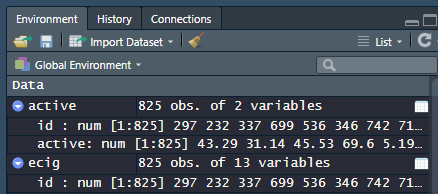 Environment History Connections
Import Dataset List
Global Environment
Data
active 825 obs. of 2 variables
id : num [1:825] 297 232 337 699 536 346 742 71…
active: num [1:825] 43.29 31.14 45.53 69.6 5.19…
ecig 825 obs. of 13 variables
id : num [1:825] 297 232 337 699 536 346 742 71…